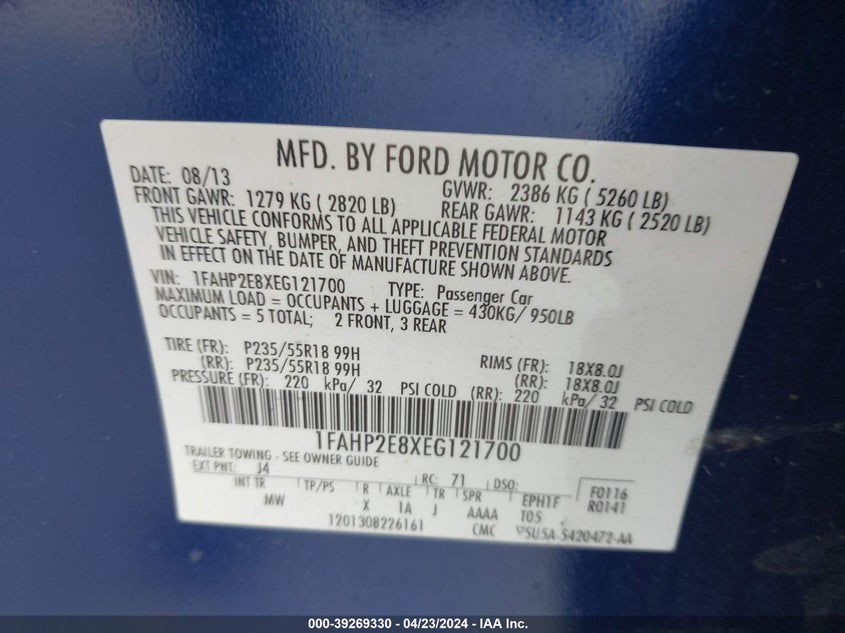 MFD. BY FORD MOTOR CO.
DATE: 08/13 GVWR: 2386 KG ( 5260 LB)
FRONT GAWR: 1279 KG ( 2820 LB) REAR GAWR: 1143 KG ( 2520 LB)
THIS VEHICLE CONFORMS TO ALL APPLICABLE FEDERAL MOTOR
VEHICLE SAFETY, BUMPER, AND THEFT PREVENTION STANDARDS
IN EFFECT ON THE DATE OF MANUFACTURE SHOWN ABOVE.
VIN: 1FAHP2E8XEG121700 TYPE: Passenger Car
MAXIMUM LOAD = OCCUPANTS + LUGGAGE = 430KG/ 950LB
OCCUPANTS = 5 TOTAL; 2 FRONT, 3 REAR
TIRE (FR): P235/55R18 99H RIMS (FR): 18X8.0J
(RR): P235/55R18 99H (RR): 18X8.0J
PRESSURE (FR): 220 kPa/ 32 PSI COLD (RR): 220 kPa/ 32 PSI COLD
1FAHP2E8XEG121700
TRAILER TOWING - SEE OWNER GUIDE
EXT PNT: J4 RC: 71 DSO: F0116
INT TR TP/PS R AXLE TR SPR EPH1F R0141
MW X 1A J AAAA T05
1201308226161 CMC 5U5A-5420472-AA
000-39269330 - 04/23/2024 - IAA Inc.